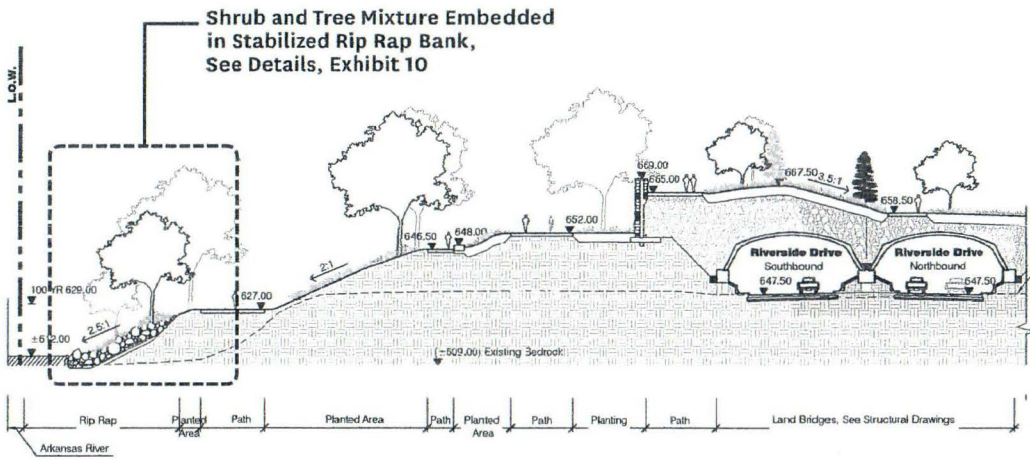 Shrub and Tree Mixture Embedded
in Stabilized Rip Rap Bank,
See Details, Exhibit 10
L.O.W.
669.00
665.00
667.50
3.5:1
658.50
652.00
646.50
648.00
2:1
Riverside Drive
Southbound
647.50
Riverside Drive
Northbound
647.50
100 YR 629.00
627.00
2.5:1
Existing Bedrock
Rip Rap
Planted
Area
Path
Planted Area
Path
Planted
Area
Path
Planting
Path
Land Bridges, See Structural Drawings
Arkansas River